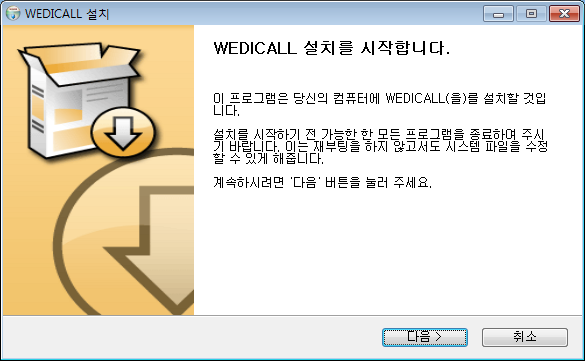 WEDICALL 설치
WEDICALL 설치를 시작합니다.
이 프로그램은 당신의 컴퓨터에 WEDICALL(을)를 설치할 것입
니다.
설치를 시작하기 전 가능한 한 모든 프로그램을 종료하여 주시
기 바랍니다. 이는 재부팅을 하지 않고서도 시스템 파일을 수정
할 수 있게 해줍니다.
계속하시려면 '다음' 버튼을 눌러 주세요.
다음 >
취소